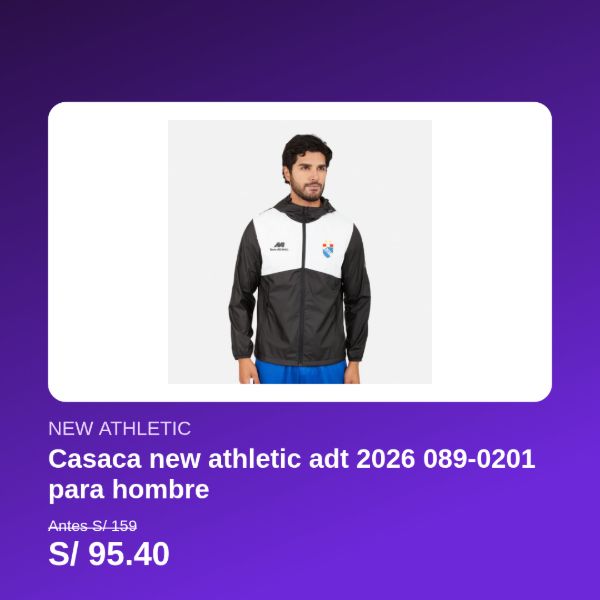 NEW ATHLETIC
Casaca new athletic adt 2026 089-0201
para hombre
Antes S/ 159
S/ 95.40